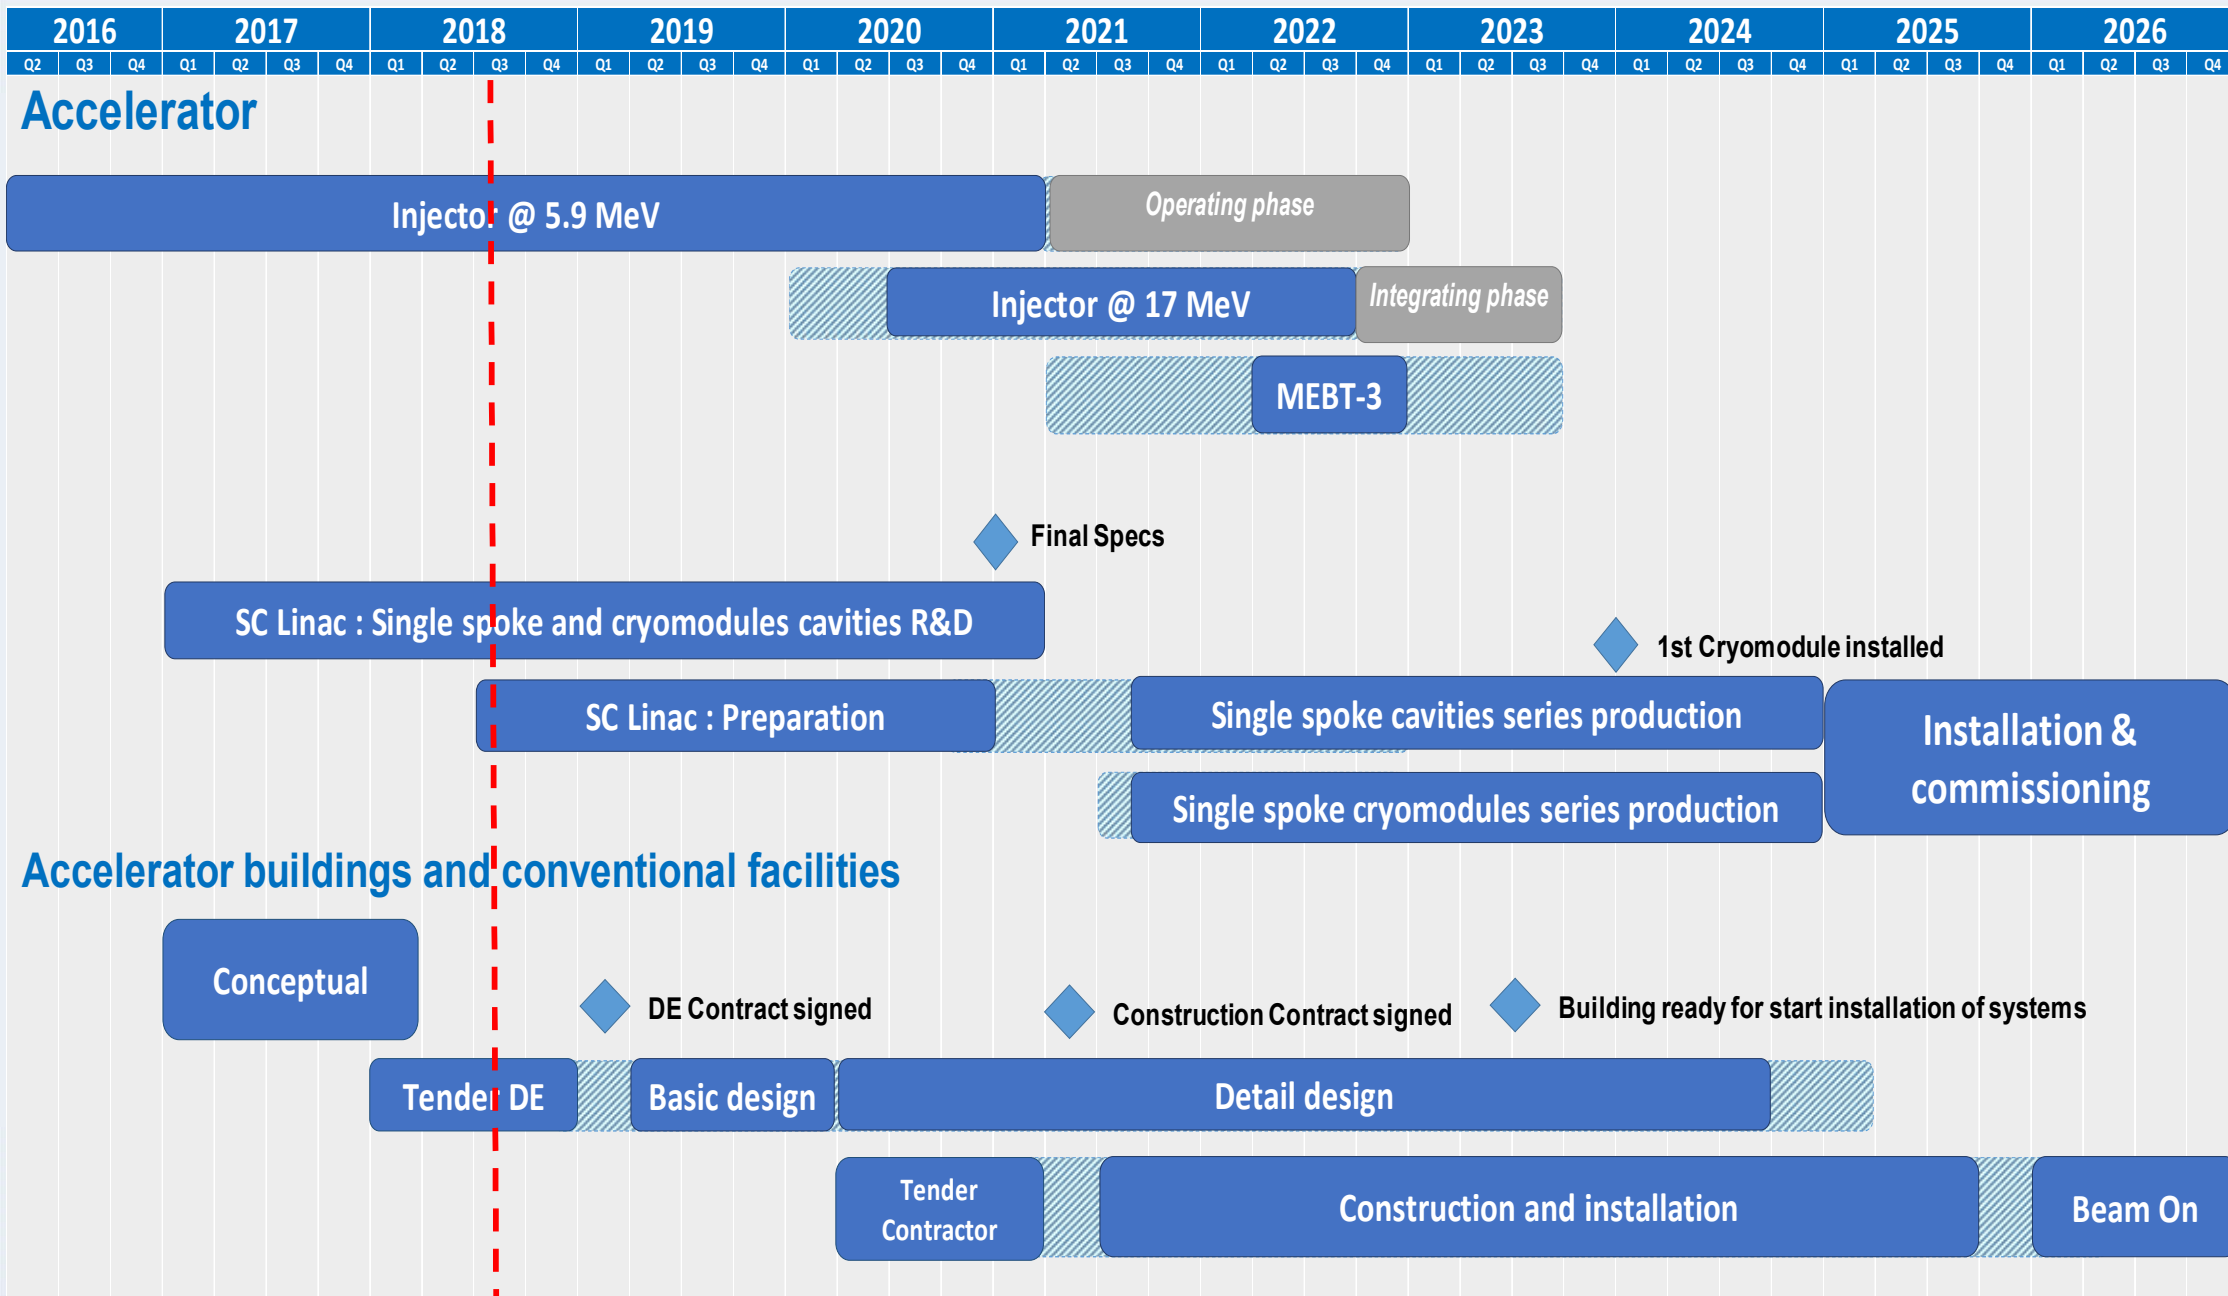 2016 2017 2018 2019 2020 2021 2022 2023 2024 2025 2026
Q2 Q3 Q4 Q1 Q2 Q3 Q4 Q1 Q2 Q3 Q4 Q1 Q2 Q3 Q4 Q1 Q2 Q3 Q4 Q1 Q2 Q3 Q4 Q1 Q2 Q3 Q4 Q1 Q2 Q3 Q4 Q1 Q2 Q3 Q4 Q1 Q2 Q3 Q4 Q1 Q2 Q3 Q4
Accelerator
Injector @ 5.9 MeV
Operating phase
Injector @ 17 MeV
Integrating phase
MEBT-3
Final Specs
SC Linac : Single spoke and cryomodules cavities R&D
1st Cryomodule installed
SC Linac : Preparation
Single spoke cavities series production
Installation &
commissioning
Single spoke cryomodules series production
Accelerator buildings and conventional facilities
Conceptual
DE Contract signed
Construction Contract signed
Building ready for start installation of systems
Tender DE
Basic design
Detail design
Tender
Contractor
Construction and installation
Beam On